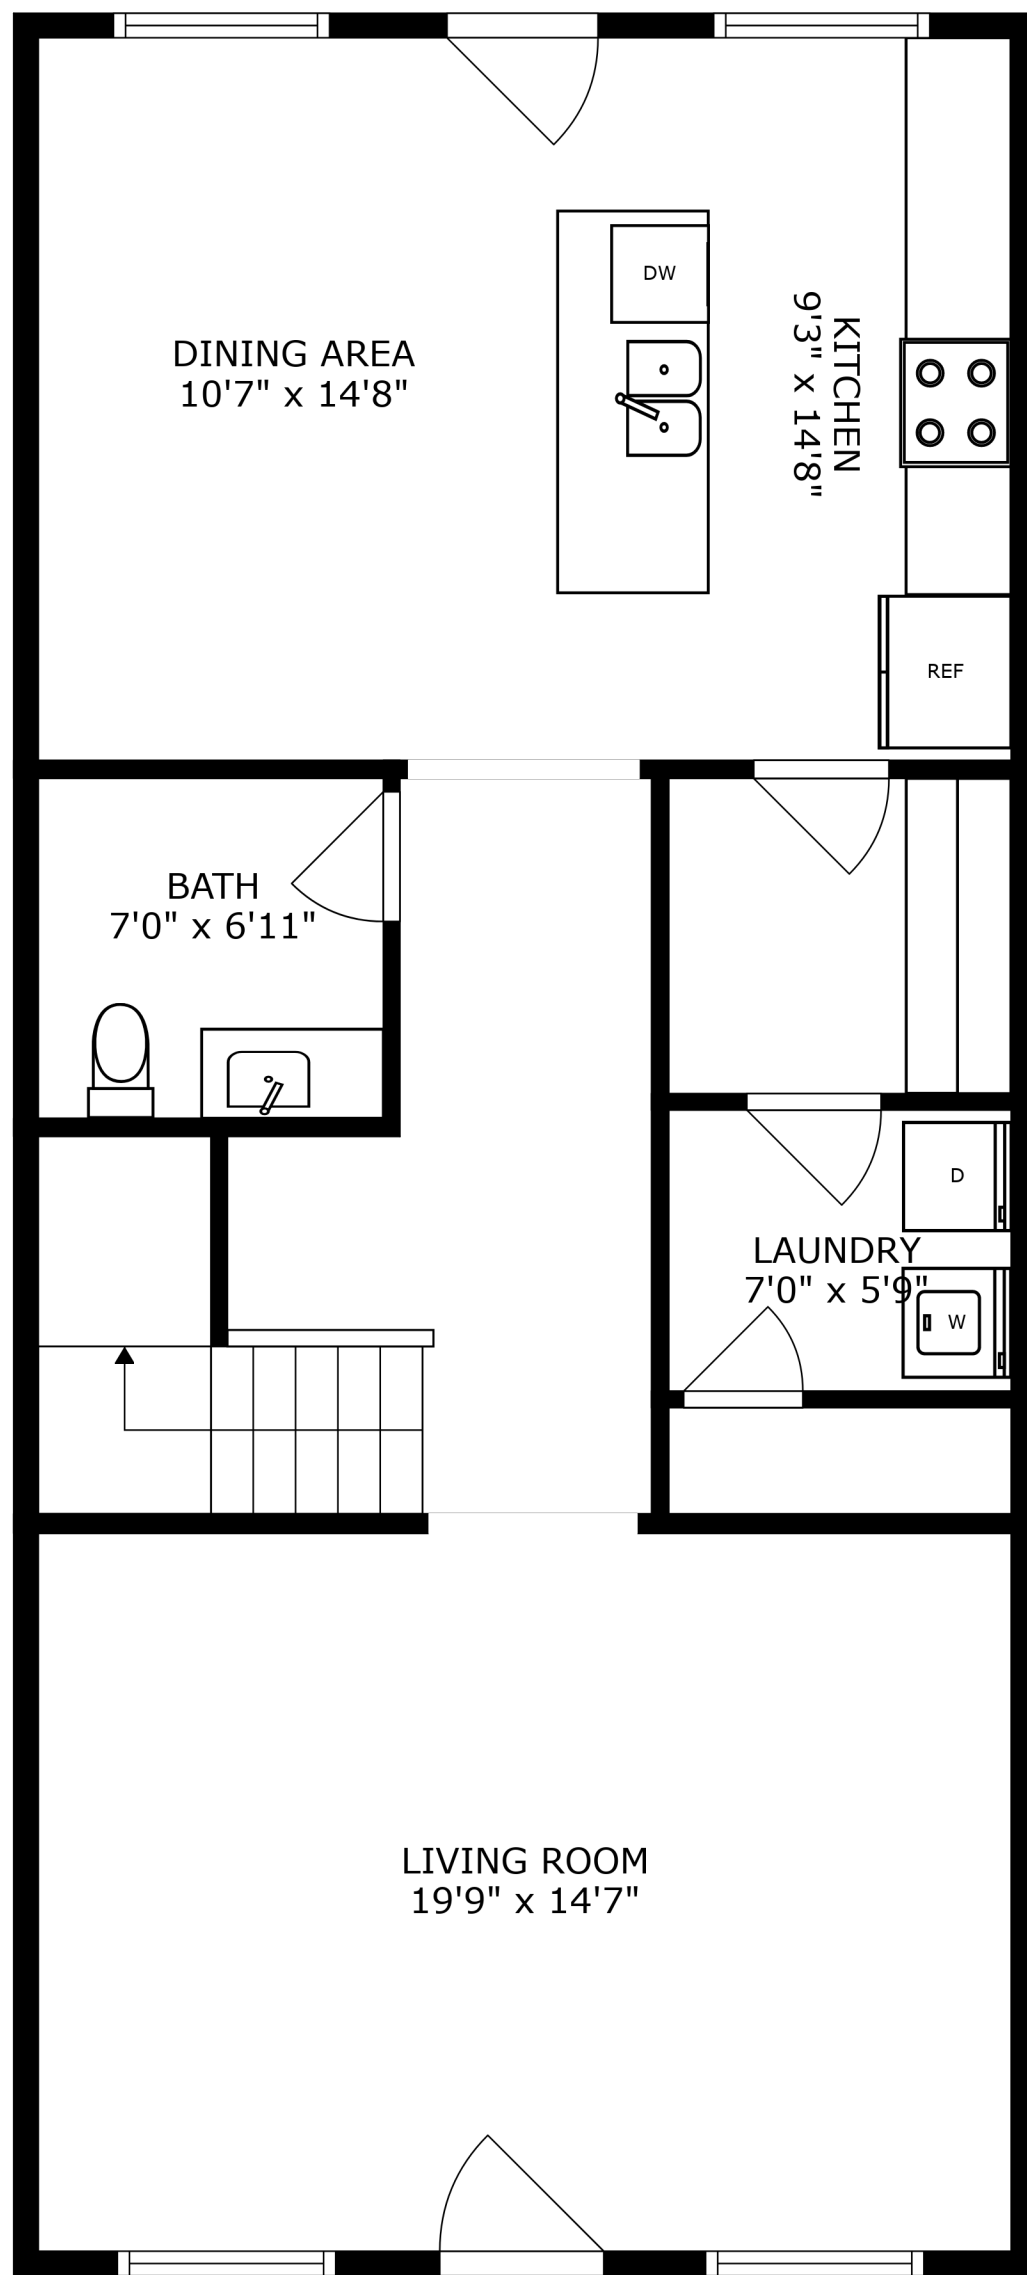 DW
DINING AREA
10'7" x 14'8"
KITCHEN
9'3" x 14'8"
REF
BATH
7'0" x 6'11"
D
LAUNDRY
7'0" x 5'9"
W
LIVING ROOM
19'9" x 14'7"